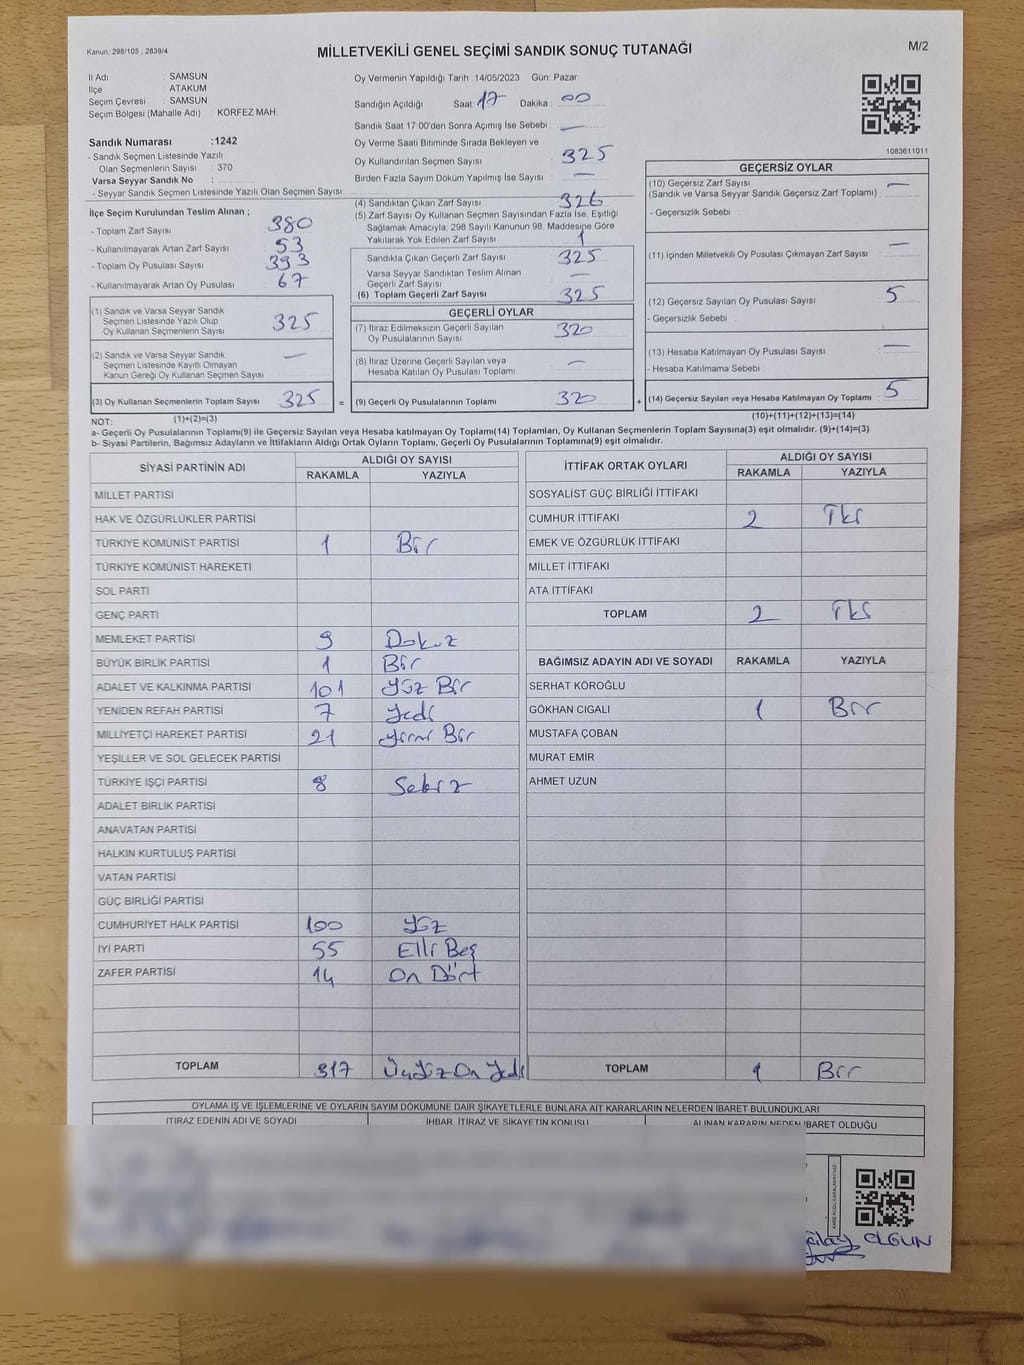 Kanun: 298/105 , 2839/4
MİLLETVEKİLİ GENEL SEÇİMİ SANDIK SONUÇ TUTANAĞI
M/2
İl Adı : SAMSUN
İlçe : ATAKUM
Seçim Çevresi : SAMSUN
Seçim Bölgesi (Mahalle Adı) : KÖRFEZ MAH.
Oy Vermenin Yapıldığı Tarih :14/05/2023 Gün: Pazar
Sandığın Açıldığı Saat: 17 Dakika : 00
Sandık Saat 17:00'den Sonra Açımış İse Sebebi : —
Sandık Numarası :1242
- Sandık Seçmen Listesinde Yazılı
Olan Seçmenlerin Sayısı : 370
Varsa Seyyar Sandık No :
- Seyyar Sandık Seçmen Listesinde Yazılı Olan Seçmen Sayısı:
Oy Verme Saati Bitiminde Sırada Bekleyen ve
Oy Kullandırılan Seçmen Sayısı 325
Birden Fazla Sayım Döküm Yapılmış İse Sayısı : —
1083611011
İlçe Seçim Kurulundan Teslim Alınan ;
- Toplam Zarf Sayısı : 380
- Kullanılmayarak Artan Zarf Sayısı : 53
- Toplam Oy Pusulası Sayısı : 393
- Kullanılmayarak Artan Oy Pusulası : 67
(4) Sandıktan Çıkan Zarf Sayısı 326
(5) Zarf Sayısı Oy Kullanan Seçmen Sayısından Fazla İse, Eşitliği
Sağlamak Amacıyla, 298 Sayılı Kanunun 98. Maddesine Göre
Yakılarak Yok Edilen Zarf Sayısı 1
Sandıkta Çıkan Geçerli Zarf Sayısı 325
Varsa Seyyar Sandıktan Teslim Alınan
Geçerli Zarf Sayısı —
(6) Toplam Geçerli Zarf Sayısı 325
GEÇERSİZ OYLAR
(10) Geçersiz Zarf Sayısı —
(Sandık ve Varsa Seyyar Sandık Geçersiz Zarf Toplamı) :
- Geçersizlik Sebebi :
(11) İçinden Milletvekili Oy Pusulası Çıkmayan Zarf Sayısı : —
(12) Geçersiz Sayılan Oy Pusulası Sayısı : 5
- Geçersizlik Sebebi :
(13) Hesaba Katılmayan Oy Pusulası Sayısı : —
- Hesaba Katılmama Sebebi :
(14) Geçersiz Sayılan veya Hesaba Katılmayan Oy Toplamı : 5
(1) Sandık ve Varsa Seyyar Sandık
Seçmen Listesinde Yazılı Olup
Oy Kullanan Seçmenlerin Sayısı 325
(2) Sandık ve Varsa Seyyar Sandık
Seçmen Listesinde Kayıtlı Olmayan
Kanun Gereği Oy Kullanan Seçmen Sayısı —
(3) Oy Kullanan Seçmenlerin Toplam Sayısı 325
GEÇERLİ OYLAR
(7) İtiraz Edilmeksizin Geçerli Sayılan
Oy Pusulalarının Sayısı 320
(8) İtiraz Üzerine Geçerli Sayılan veya
Hesaba Katılan Oy Pusulası Toplamı —
= (9) Geçerli Oy Pusulalarının Toplamı 320 +
NOT: (1)+(2)=(3)
(10)+(11)+(12)+(13)=(14)
a- Geçerli Oy Pusulalarının Toplamı(9) ile Geçersiz Sayılan veya Hesaba katılmayan Oy Toplamı(14) Toplamları, Oy Kullanan Seçmenlerin Toplam Sayısına(3) eşit olmalıdır. (9)+(14)=(3)
b- Siyasi Partilerin, Bağımsız Adayların ve İttifakların Aldığı Ortak Oyların Toplamı, Geçerli Oy Pusulalarının Toplamına(9) eşit olmalıdır.
SİYASİ PARTİNİN ADI ALDIĞI OY SAYISI
RAKAMLA YAZIYLA
MİLLET PARTİSİ
HAK VE ÖZGÜRLÜKLER PARTİSİ
TÜRKİYE KOMÜNİST PARTİSİ 1 Bir
TÜRKİYE KOMÜNİST HAREKETİ
SOL PARTİ
GENÇ PARTİ
MEMLEKET PARTİSİ 9 Dokuz
BÜYÜK BİRLİK PARTİSİ 1 Bir
ADALET VE KALKINMA PARTİSİ 101 Yüz Bir
YENİDEN REFAH PARTİSİ 7 Yedi
MİLLİYETÇİ HAREKET PARTİSİ 21 Yirmi Bir
YEŞİLLER VE SOL GELECEK PARTİSİ
TÜRKİYE İŞÇİ PARTİSİ 8 Sekiz
ADALET BİRLİK PARTİSİ
ANAVATAN PARTİSİ
HALKIN KURTULUŞ PARTİSİ
VATAN PARTİSİ
GÜÇ BİRLİĞİ PARTİSİ
CUMHURİYET HALK PARTİSİ 100 Yüz
İYİ PARTİ 55 Elli Beş
ZAFER PARTİSİ 14 On Dört
TOPLAM 317 Üç Yüz On Yedi
İTTİFAK ORTAK OYLARI ALDIĞI OY SAYISI
RAKAMLA YAZIYLA
SOSYALİST GÜÇ BİRLİĞİ İTTİFAKI
CUMHUR İTTİFAKI 2 İki
EMEK VE ÖZGÜRLÜK İTTİFAKI
MİLLET İTTİFAKI
ATA İTTİFAKI
TOPLAM 2 İki
BAĞIMSIZ ADAYIN ADI VE SOYADI RAKAMLA YAZIYLA
SERHAT KÖROĞLU
GÖKHAN CIGALI 1 Bir
MUSTAFA ÇOBAN
MURAT EMİR
AHMET UZUN
TOPLAM 1 Bir
OYLAMA İŞ VE İŞLEMLERİNE VE OYLARIN SAYIM DÖKÜMÜNE DAİR ŞİKAYETLERLE BUNLARA AİT KARARLARIN NELERDEN İBARET BULUNDUKLARI
İTİRAZ EDENİN ADI VE SOYADI İHBAR, İTİRAZ VE ŞİKAYETİN KONUSU ALINAN KARARIN NEDEN İBARET OLDUĞU
OLGUN